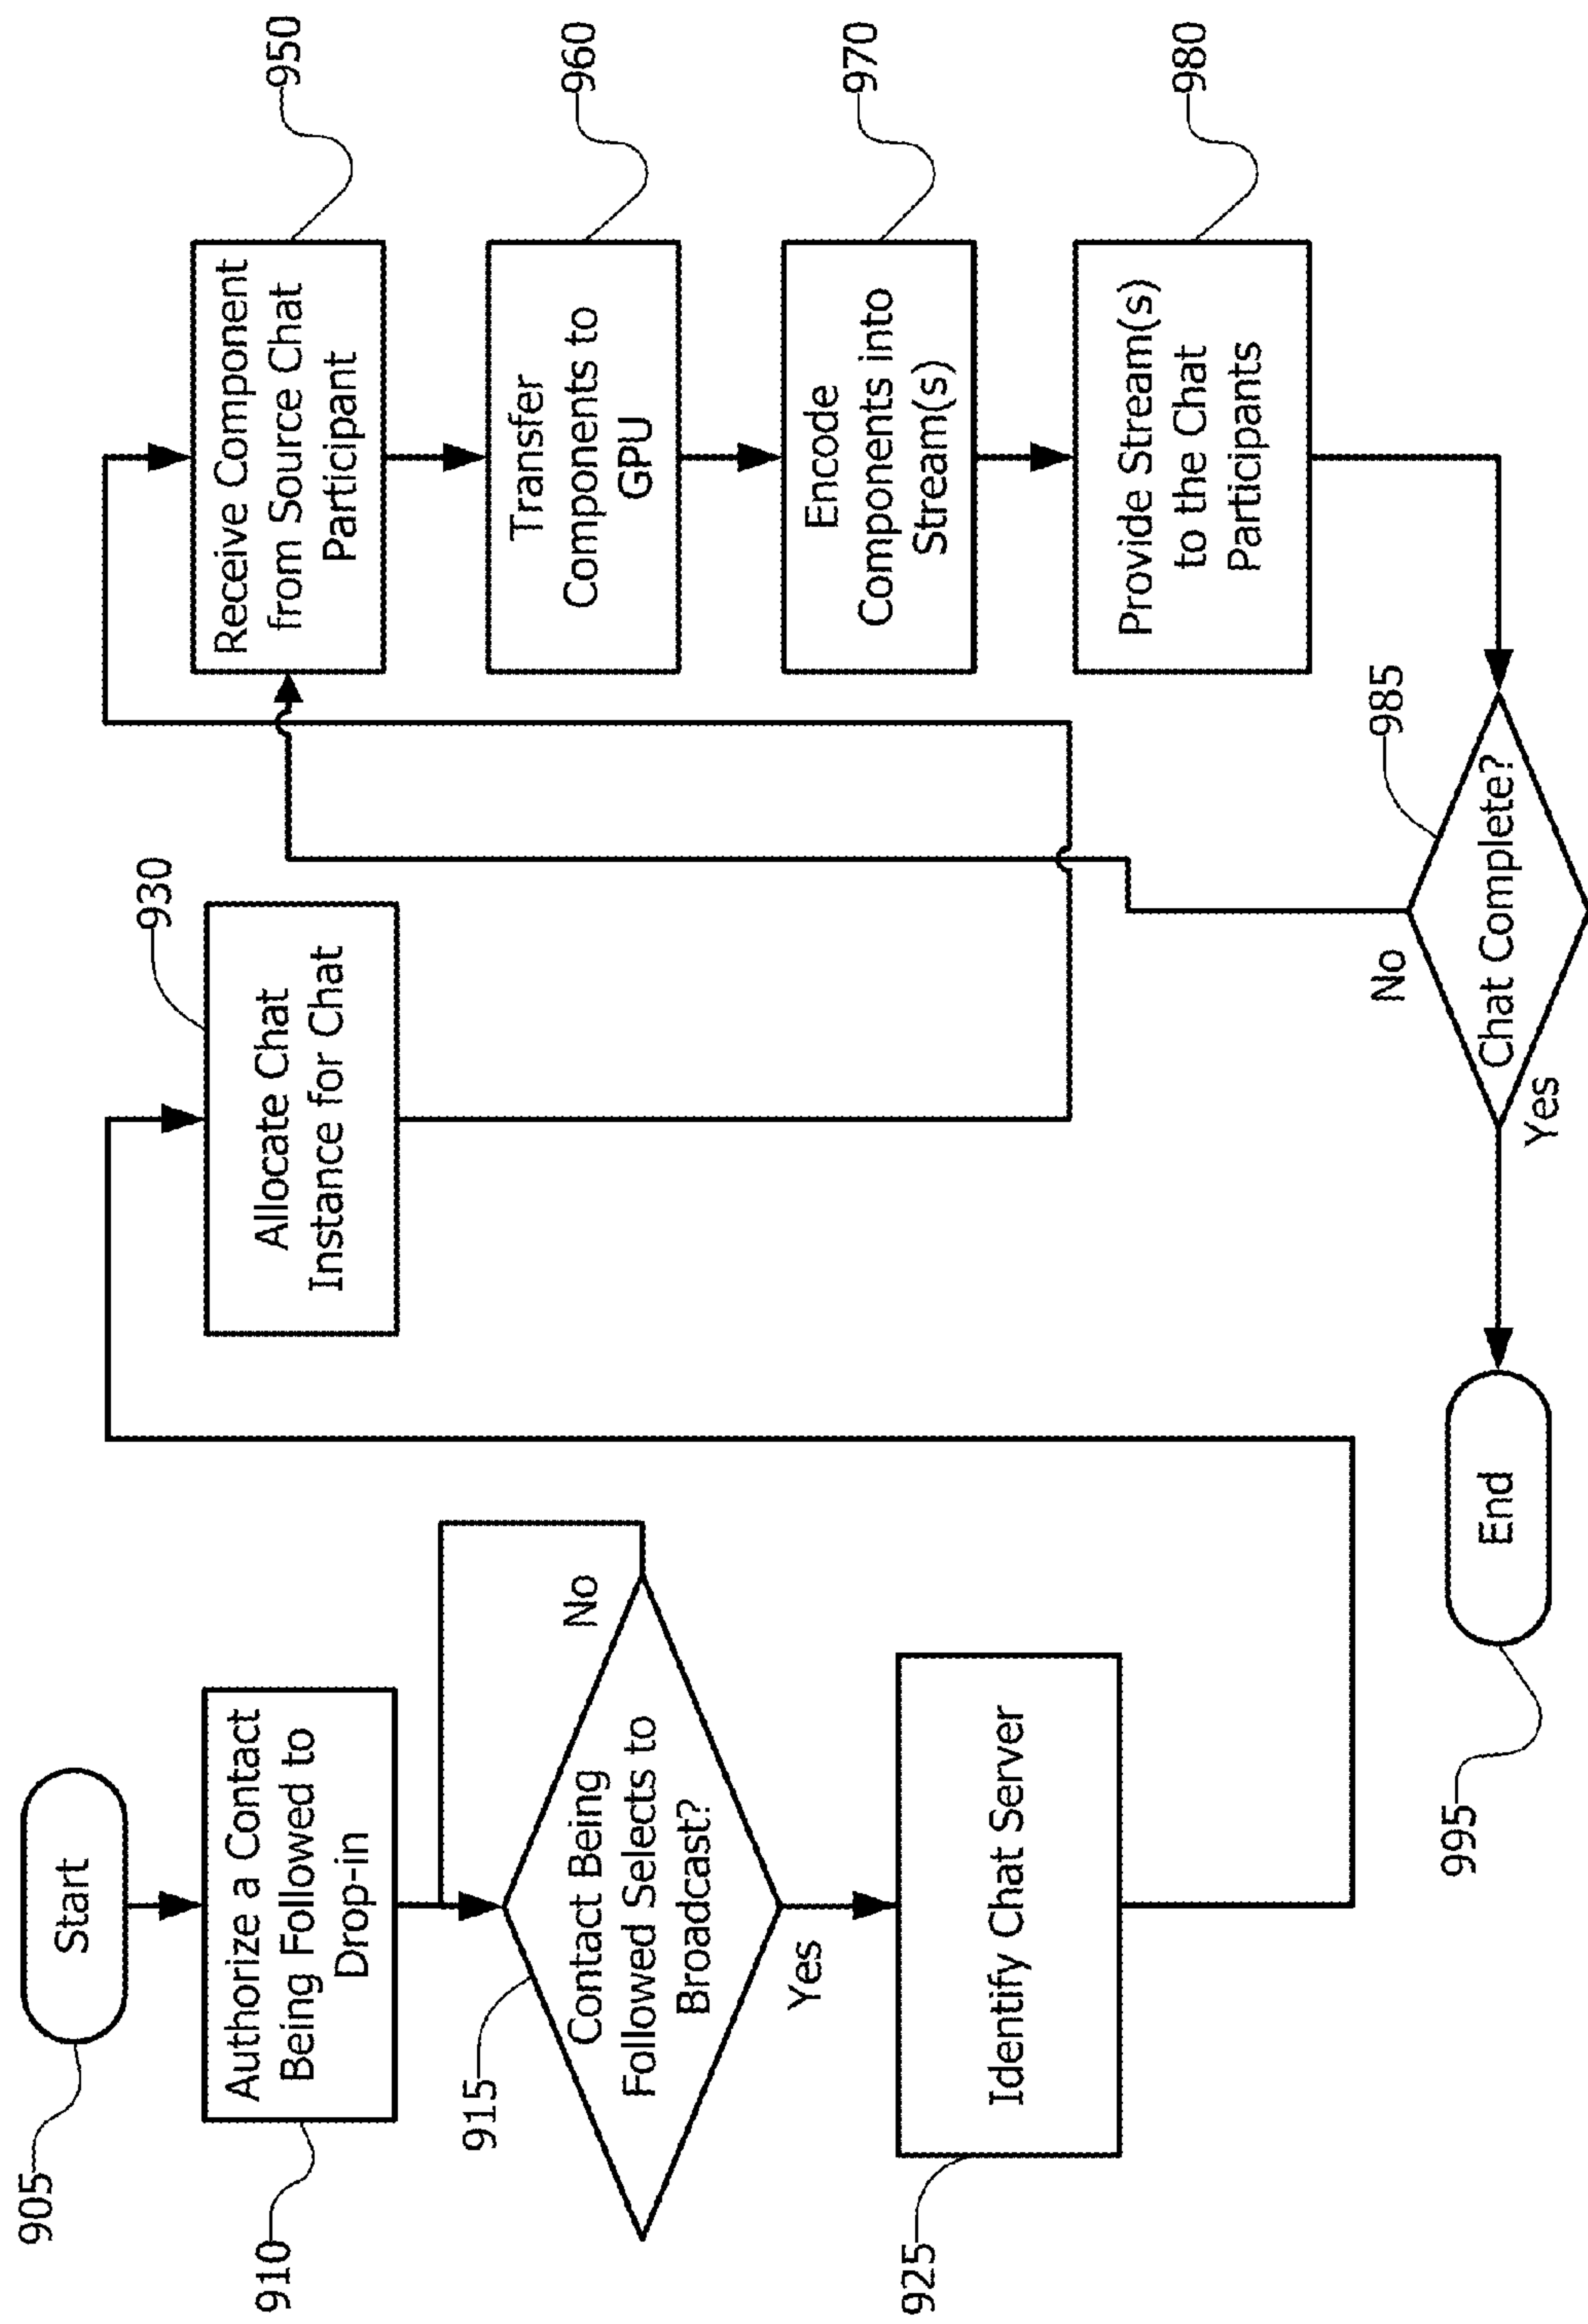 905
Start
910
Authorize a Contact
Being Followed to
Drop-in
915
Contact Being
Followed Selects to
Broadcast?
No
Yes
925
Identify Chat Server
930
Allocate Chat
Instance for Chat
950
Receive Component
from Source Chat
Participant
960
Transfer
Components to
GPU
970
Encode
Components into
Stream(s)
980
Provide Stream(s)
to the Chat
Participants
985
Chat Complete?
No
Yes
995
End